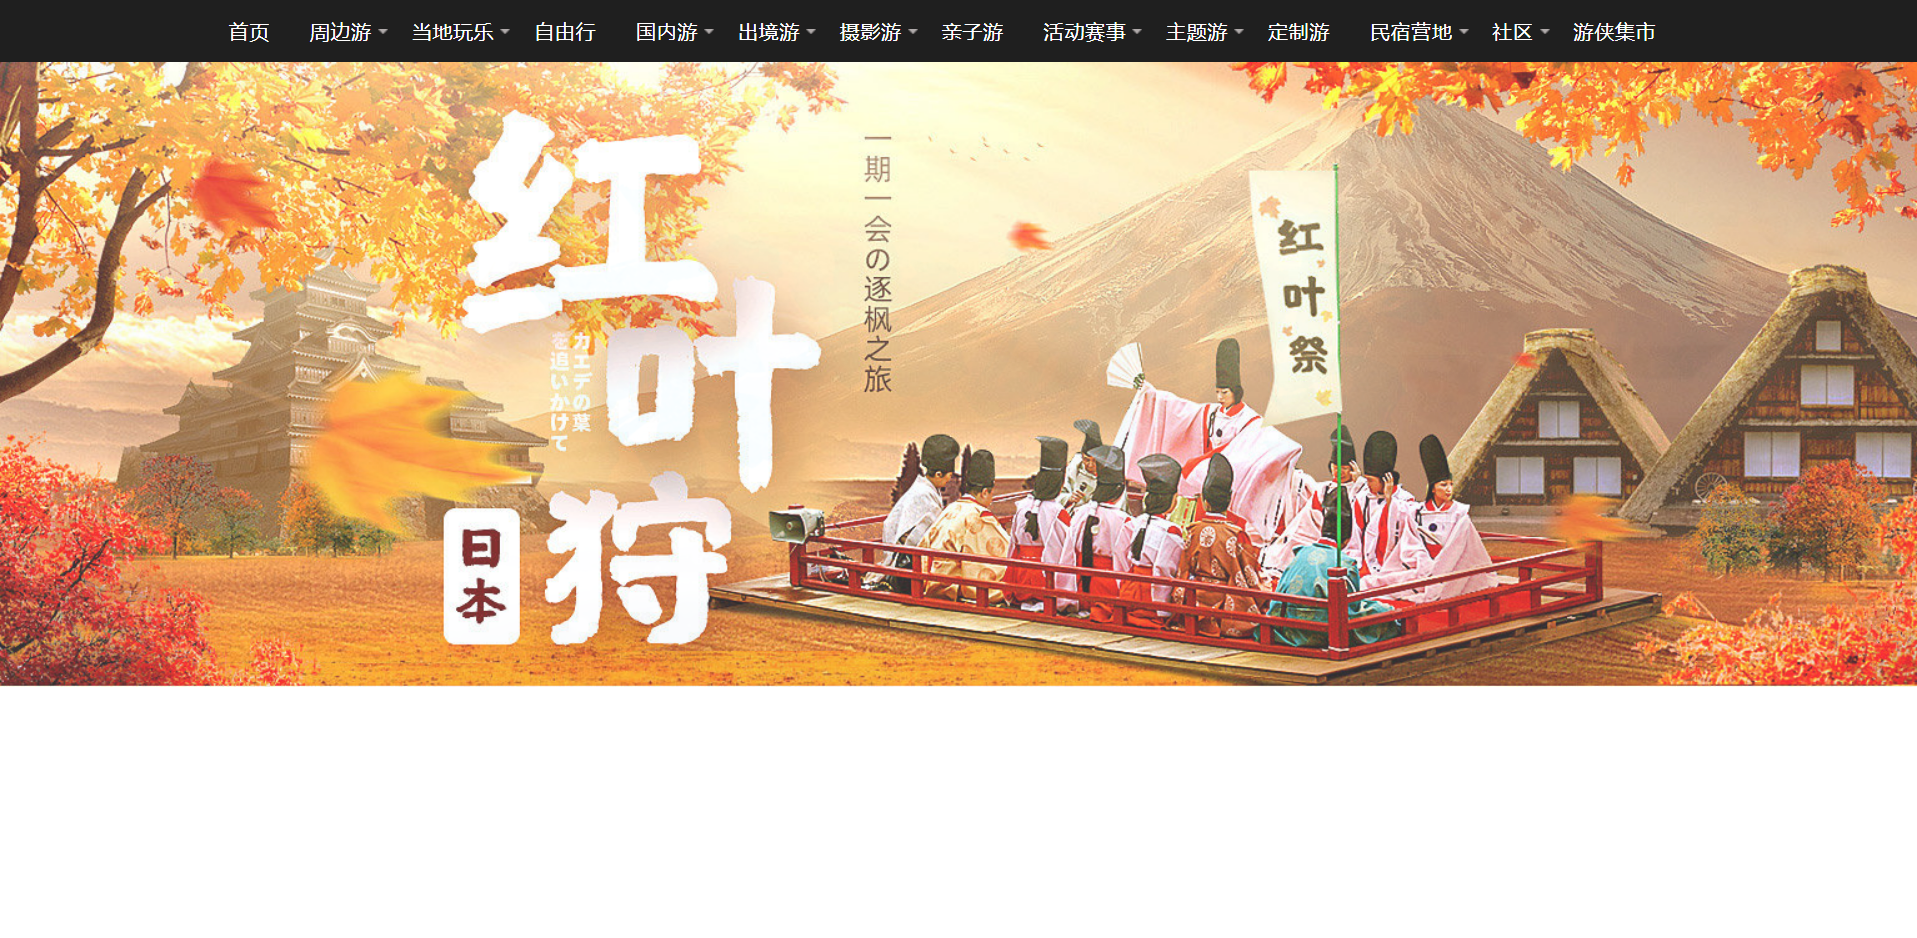 首页 周边游 当地玩乐 自由行 国内游 出境游 摄影游 亲子游 活动赛事 主题游 定制游 民宿营地 社区 游侠集市
红叶狩
カエデの葉
を追いかけて
日本
一期一会の逐枫之旅
红叶祭